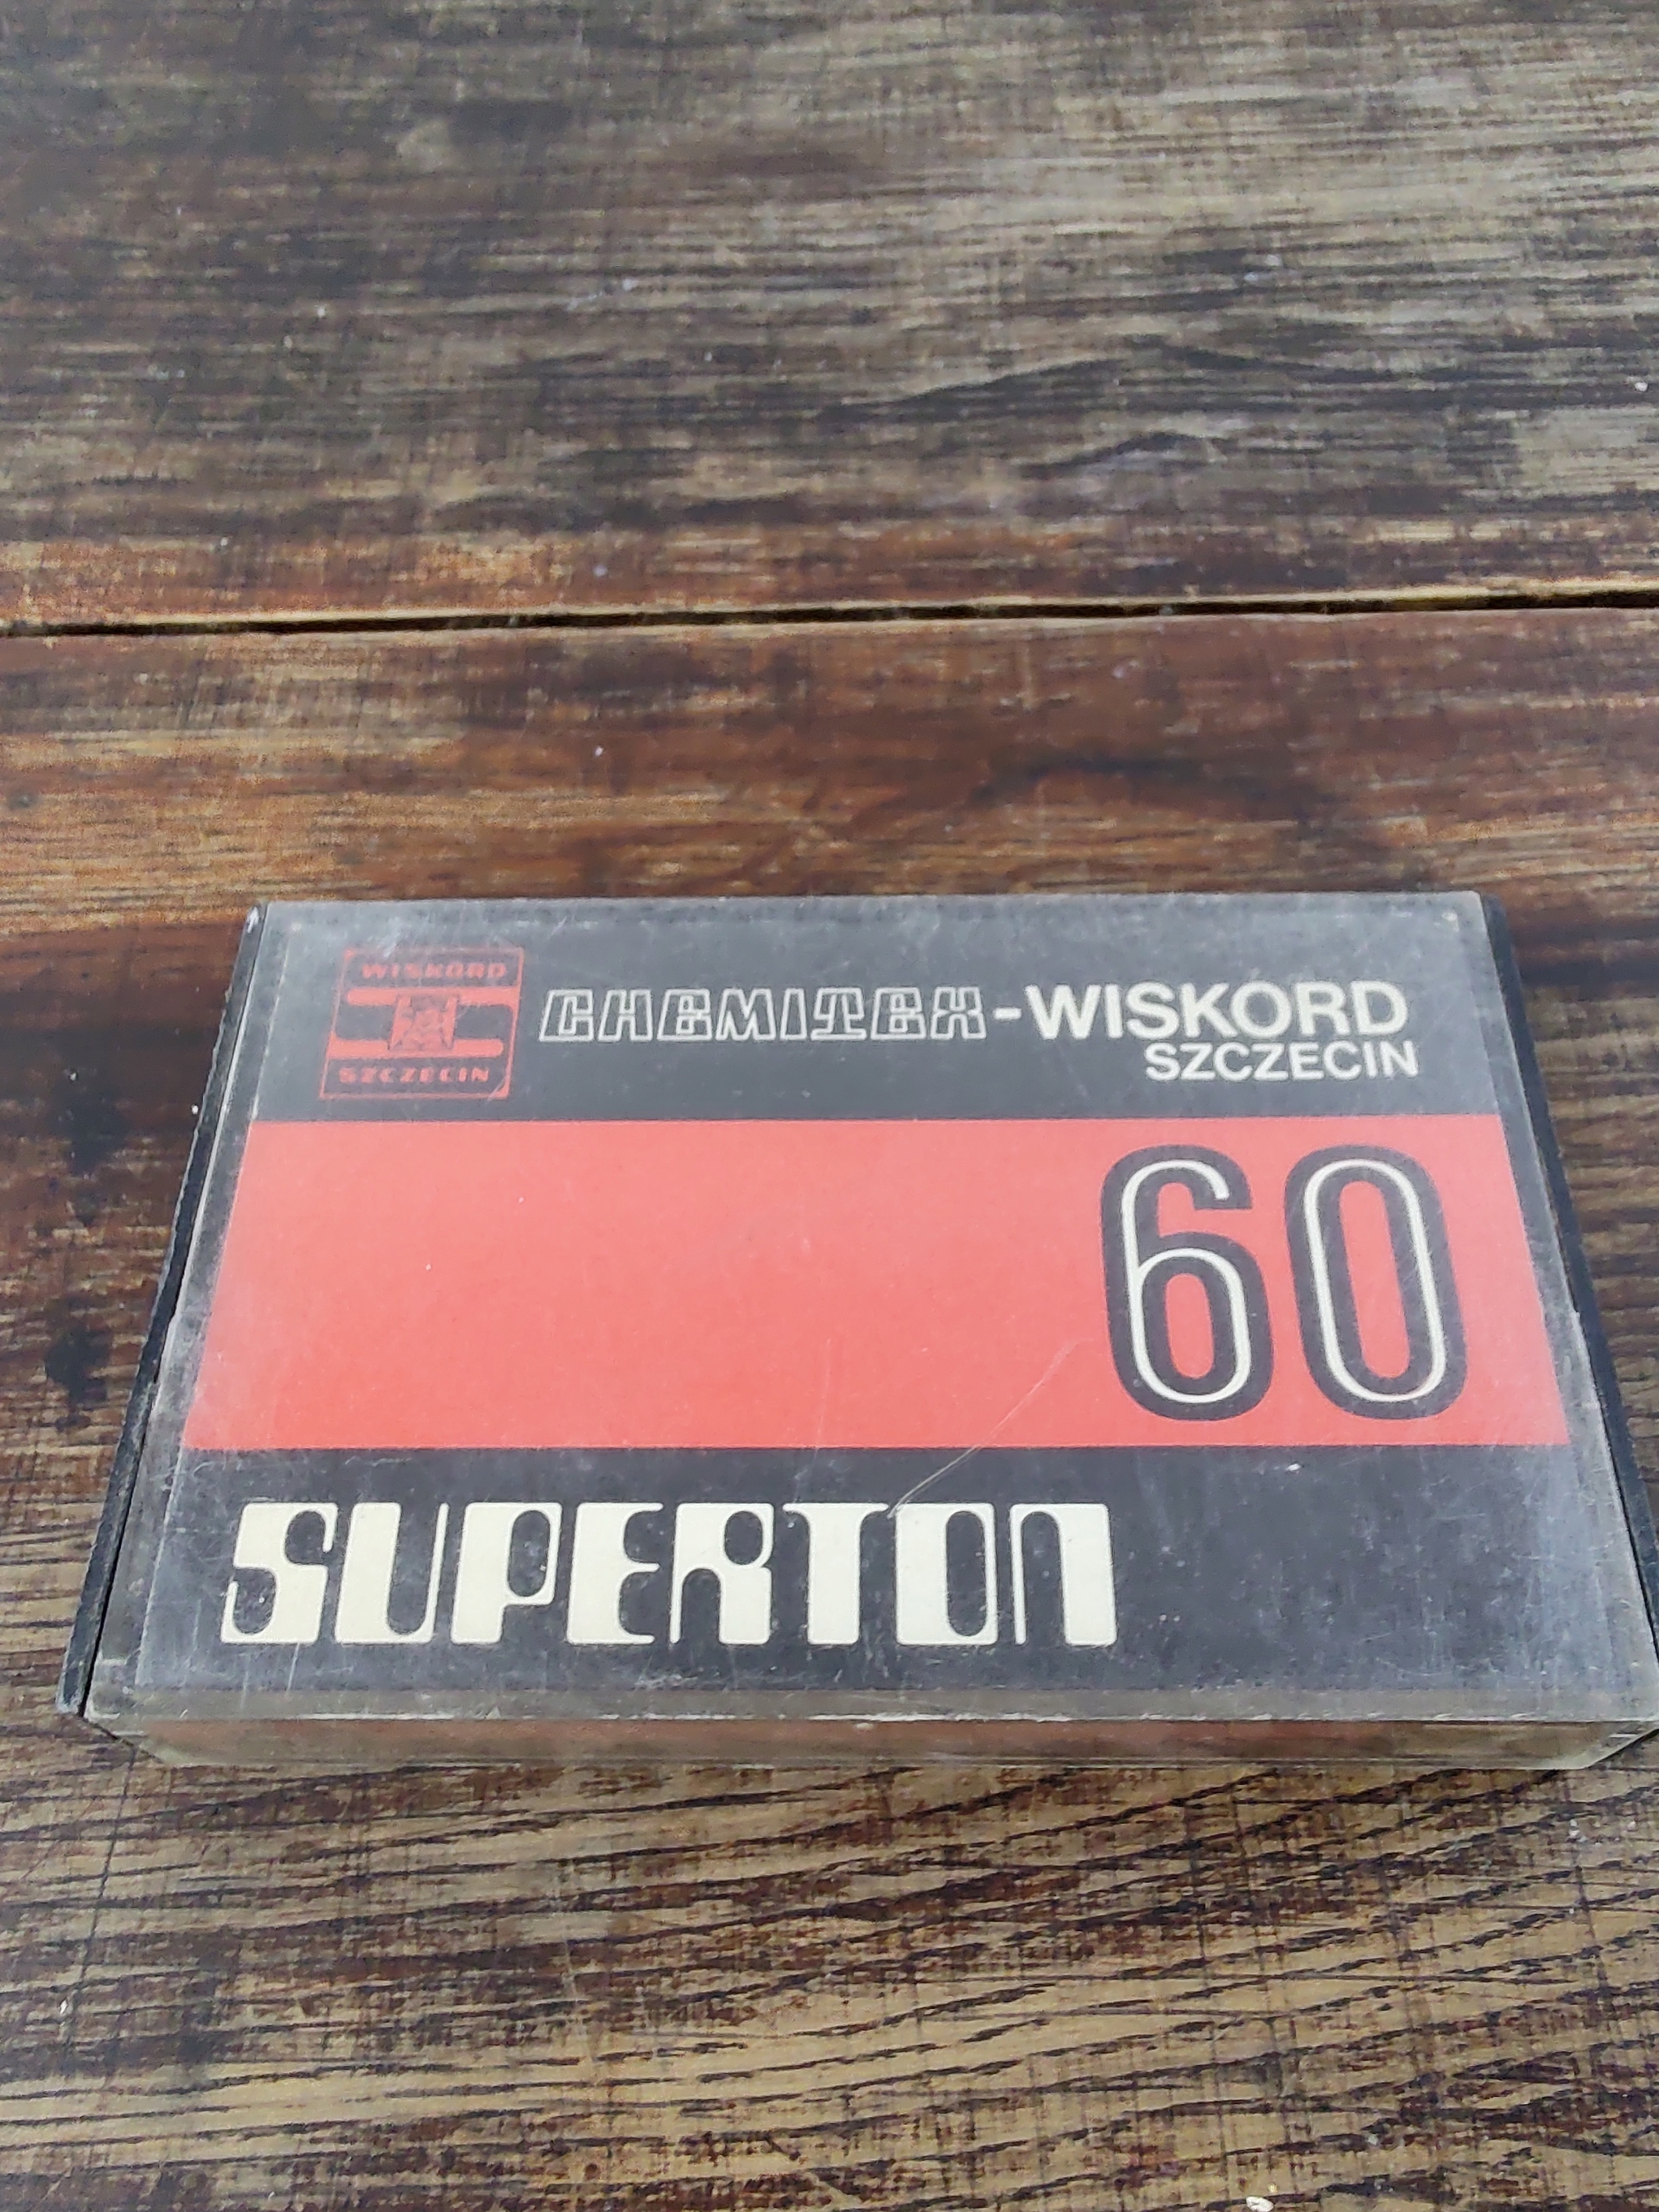 WISKORD
SZCZECIN
CHEMITEX-WISKORD
SZCZECIN
60
SUPERTON